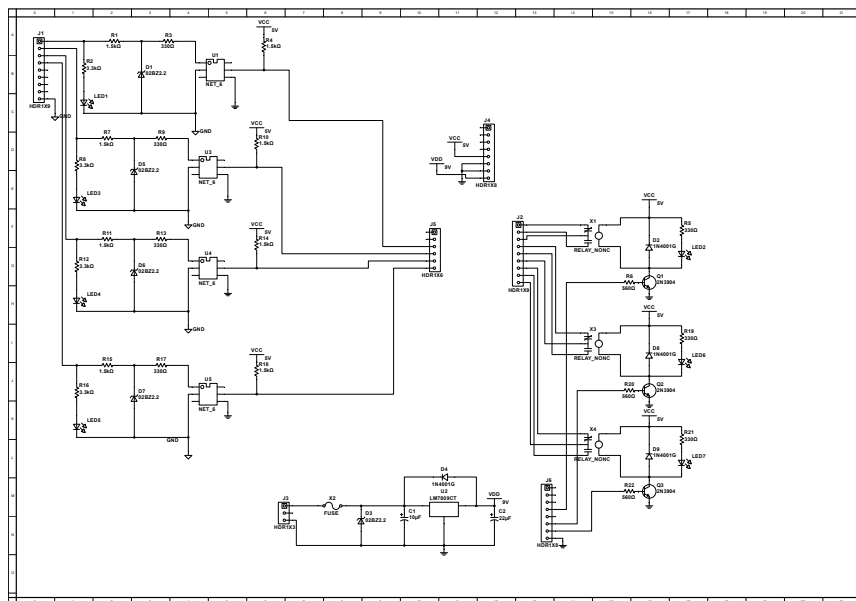 J1
HDR1X9
R1
1.5kΩ
R3
330Ω
R2
3.3kΩ
LED1
D1
02BZ2.2
U1
NET_6
GND
GND
VCC
5V
R4
1.5kΩ
R7
1.5kΩ
R9
330Ω
R8
3.3kΩ
LED3
D5
02BZ2.2
U3
NET_6
GND
VCC
5V
R10
1.5kΩ
R11
1.5kΩ
R13
330Ω
R12
3.3kΩ
LED4
D6
02BZ2.2
U4
NET_6
GND
VCC
5V
R14
1.5kΩ
R15
1.5kΩ
R17
330Ω
R16
3.3kΩ
LED5
D7
02BZ2.2
U5
NET_6
GND
VCC
5V
R18
1.5kΩ
J4
VCC
5V
VDD
9V
HDR1X8
J5
HDR1X6
J2
HDR1X9
X1
RELAY_NONC
VCC
5V
R5
330Ω
D2
1N4001G
LED2
R6
560Ω
Q1
2N3904
X3
RELAY_NONC
VCC
5V
R19
330Ω
D8
1N4001G
LED6
R20
560Ω
Q2
2N3904
X4
RELAY_NONC
VCC
5V
R21
330Ω
D9
1N4001G
LED7
R22
560Ω
Q3
2N3904
J6
HDR1X8
J3
HDR1X3
X2
FUSE
D3
02BZ2.2
C1
10µF
D4
1N4001G
U2
LM7809CT
VDD
9V
C2
22µF